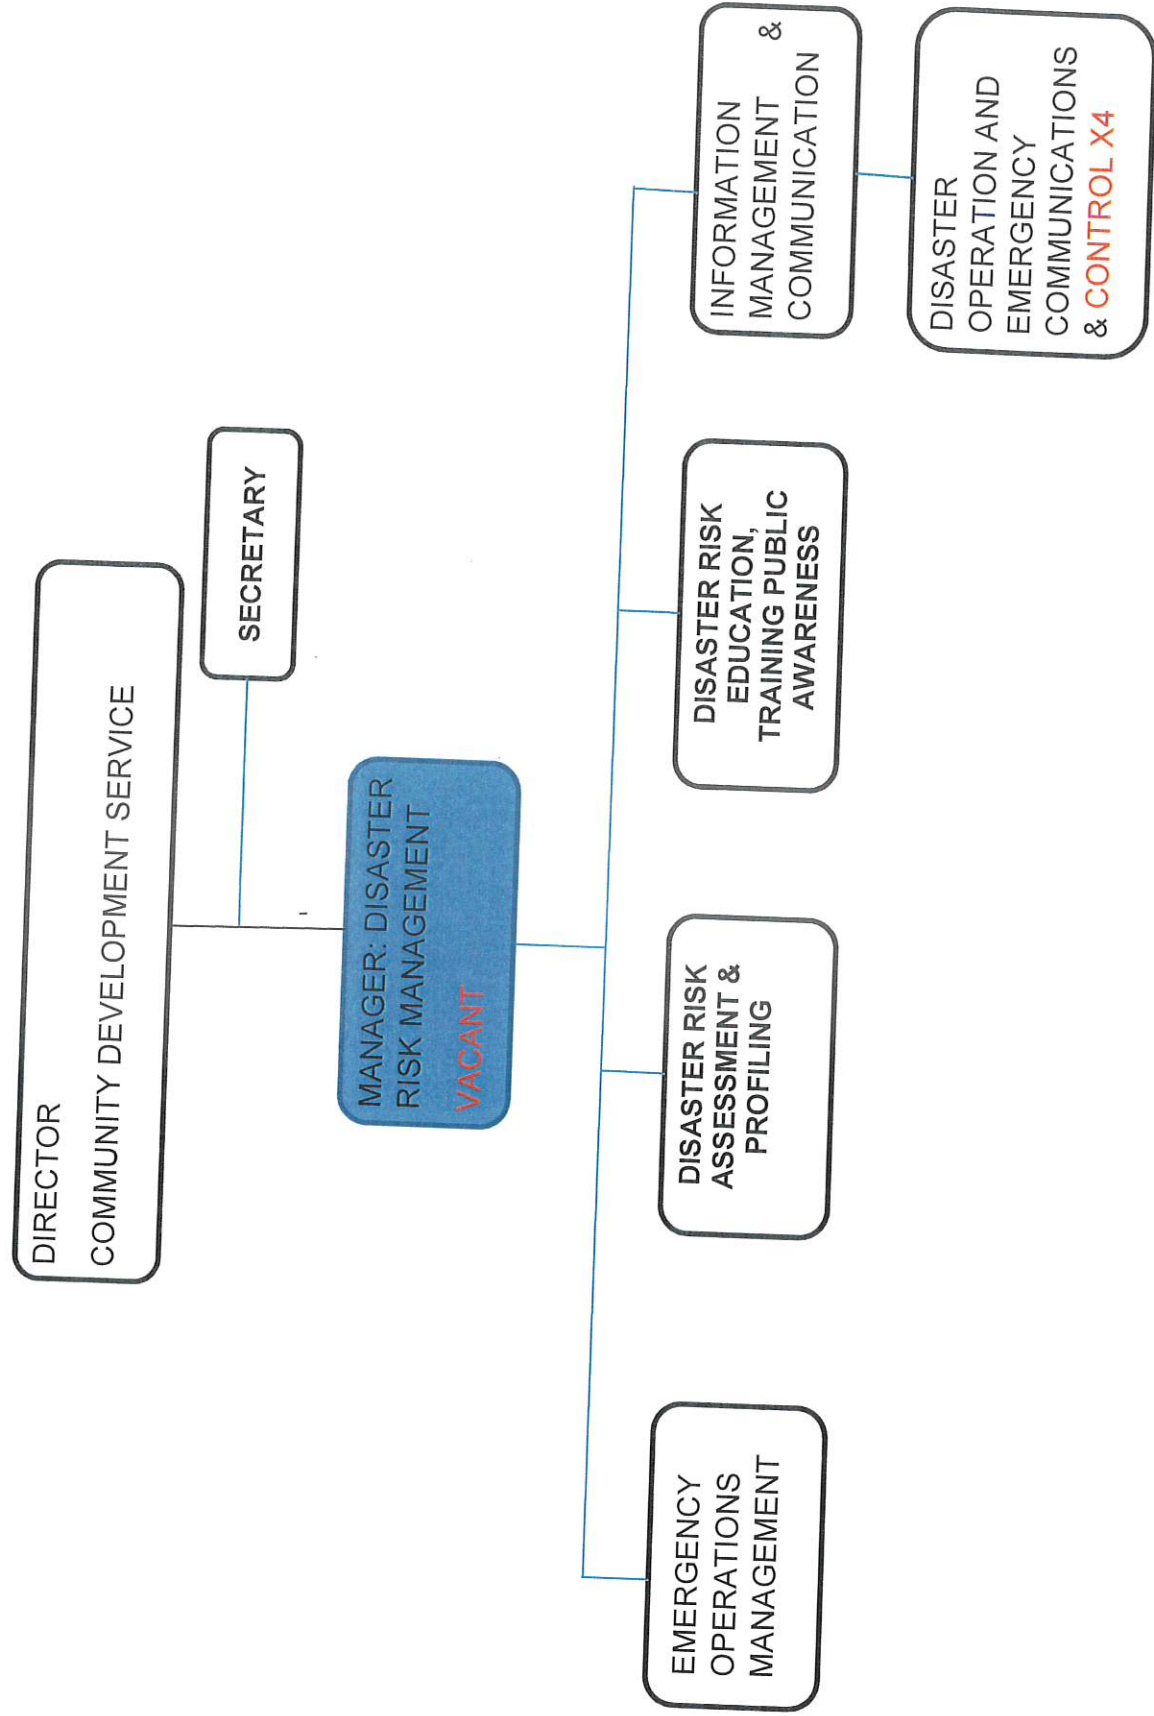 DIRECTOR
COMMUNITY DEVELOPMENT SERVICE
SECRETARY
MANAGER: DISASTER
RISK MANAGEMENT
VACANT
EMERGENCY
OPERATIONS
MANAGEMENT
DISASTER RISK
ASSESSMENT &
PROFILING
DISASTER RISK
EDUCATION,
TRAINING PUBLIC
AWARENESS
INFORMATION
MANAGEMENT &
COMMUNICATION
DISASTER
OPERATION AND
EMERGENCY
COMMUNICATIONS
& CONTROL X4